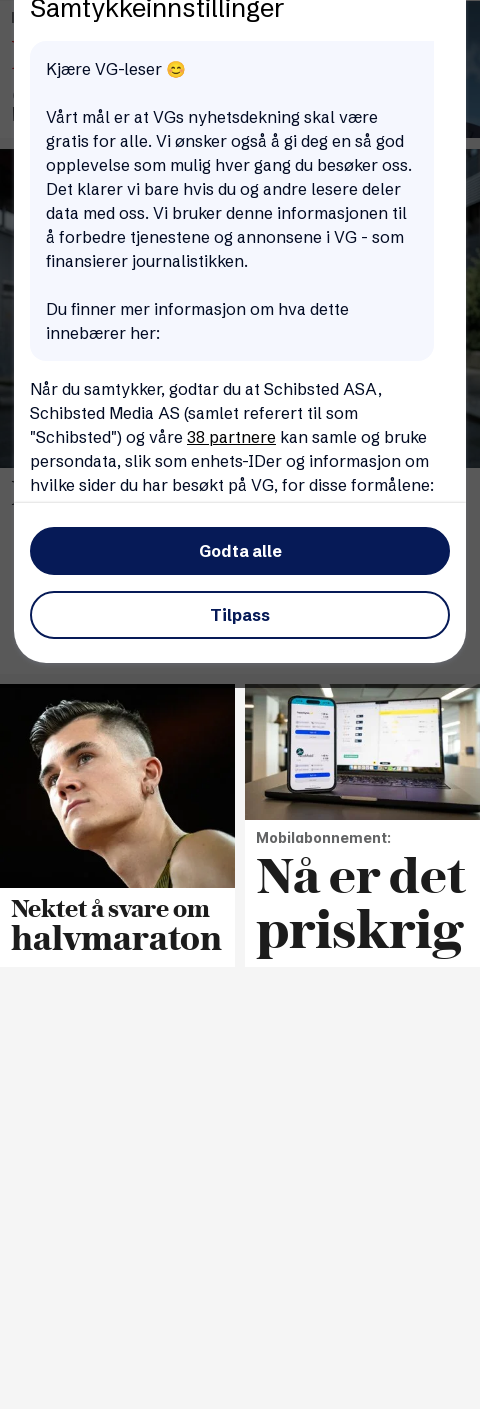 Samtykkeinnstillinger
Kjære VG-leser 😊
Vårt mål er at VGs nyhetsdekning skal være
gratis for alle. Vi ønsker også å gi deg en så god
opplevelse som mulig hver gang du besøker oss.
Det klarer vi bare hvis du og andre lesere deler
data med oss. Vi bruker denne informasjonen til
å forbedre tjenestene og annonsene i VG - som
finansierer journalistikken.
Du finner mer informasjon om hva dette
innebærer her:
Når du samtykker, godtar du at Schibsted ASA,
Schibsted Media AS (samlet referert til som
"Schibsted") og våre 38 partnere kan samle og bruke
persondata, slik som enhets-IDer og informasjon om
hvilke sider du har besøkt på VG, for disse formålene:
Godta alle
Tilpass
Nektet å svare om
halvmaraton
Mobilabonnement:
Nå er det
priskrig